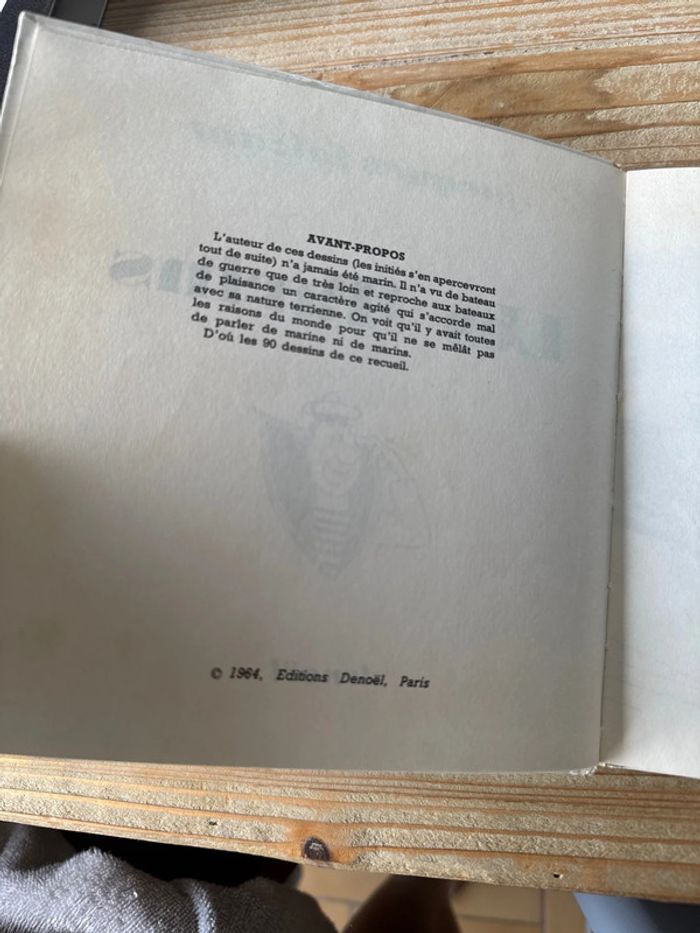 AVANT-PROPOS
L'auteur de ces dessins (les initiés s'en apercevront
tout de suite) n'a jamais été marin. Il n'a vu de bateau
de guerre que de très loin et reproche aux bateaux
de plaisance un caractère agité qui s'accorde mal
avec sa nature terrienne. On voit qu'il y avait toutes
les raisons du monde pour qu'il ne se mêlât pas
de parler de marine ni de marins.
D'où les 90 dessins de ce recueil.
© 1964, Editions Denoël, Paris